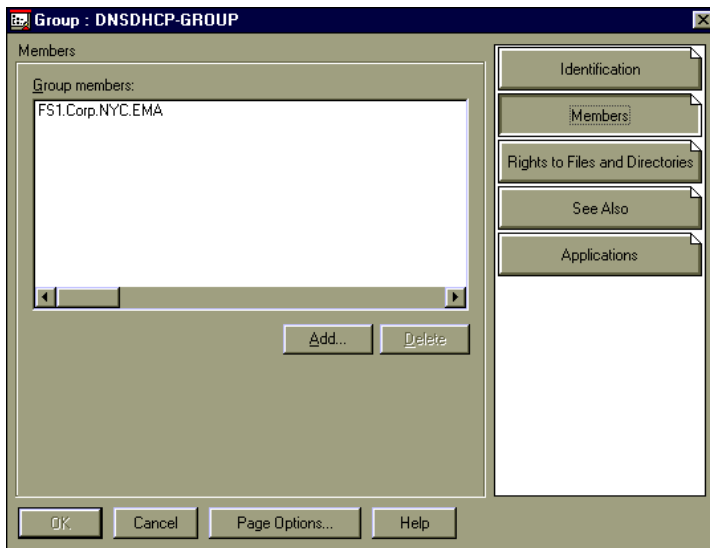 Group : DNSDHCP-GROUP
Members
Group members:
FS1.Corp.NYC.EMA
Add...
Delete
Identification
Members
Rights to Files and Directories
See Also
Applications
OK
Cancel
Page Options...
Help